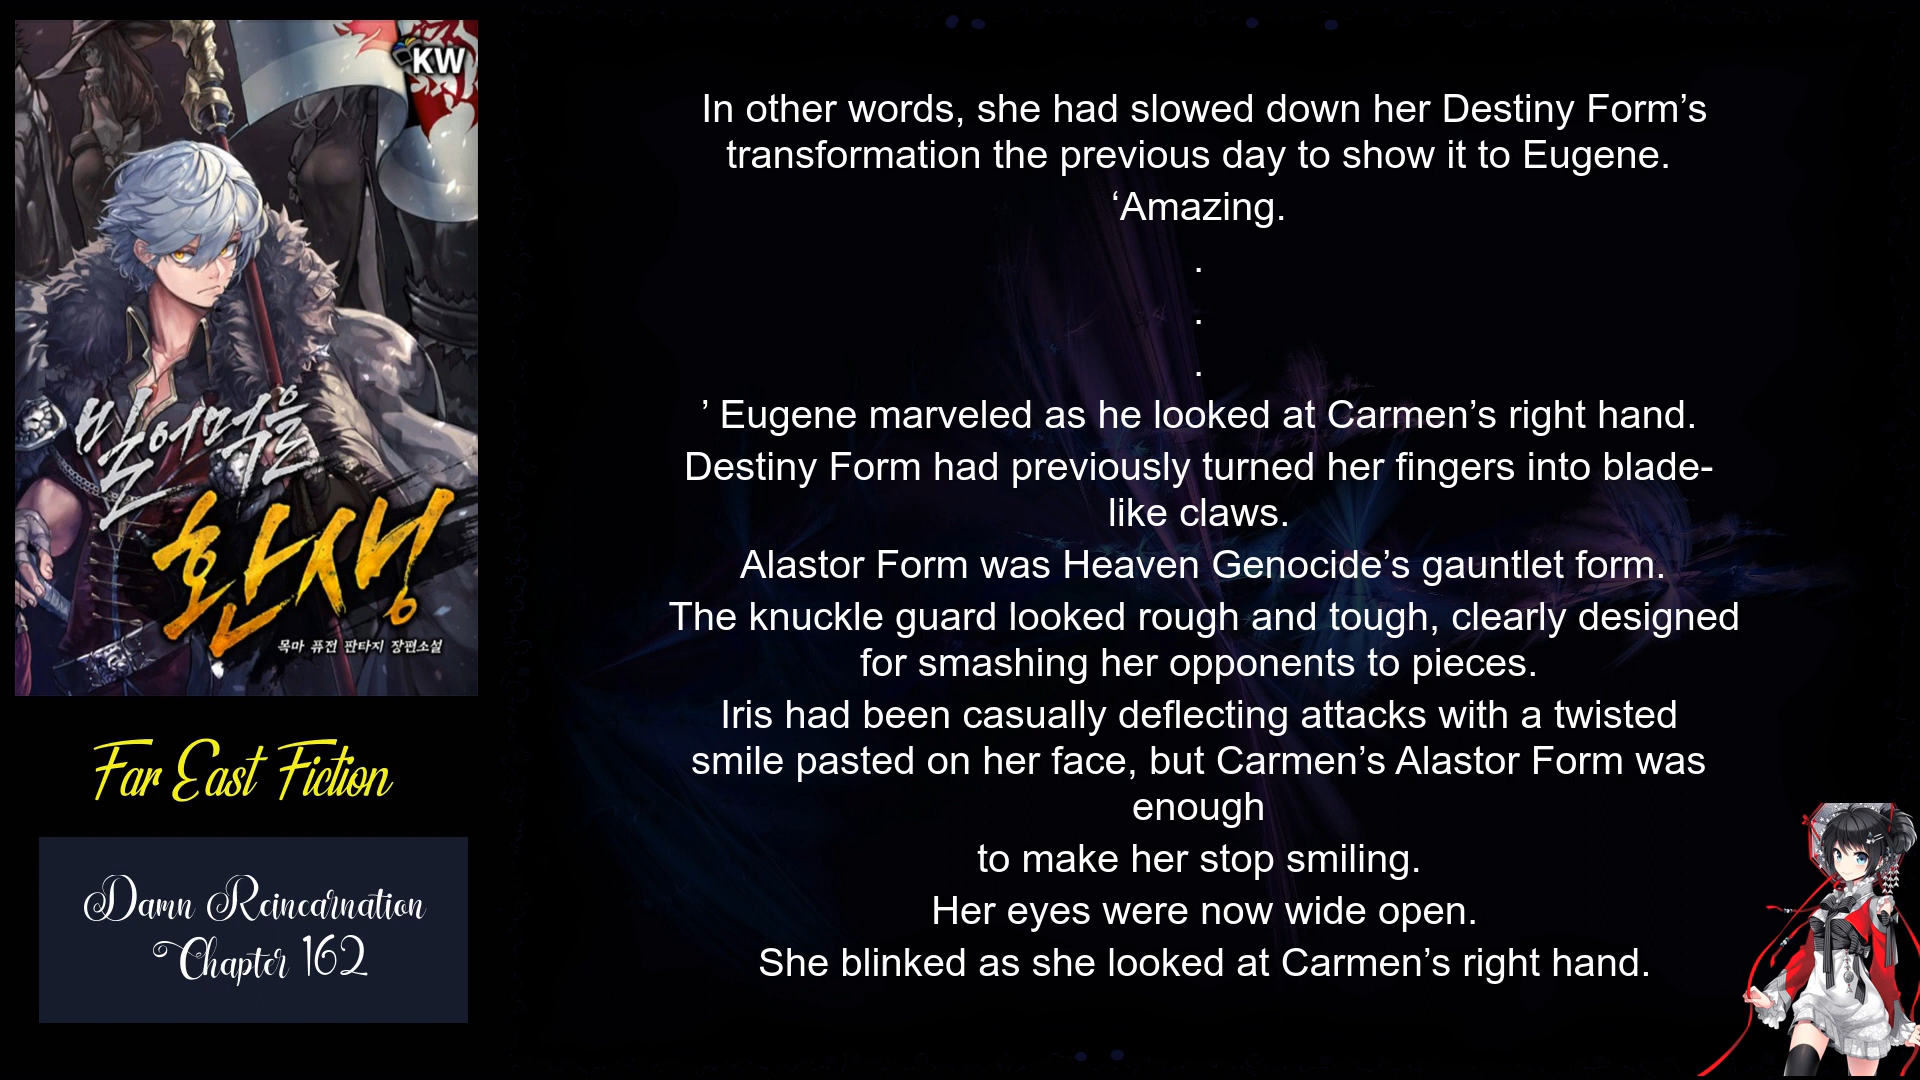 KW
빌어먹을
환생
목마 퓨전 판타지 장편소설
Far East Fiction
Damn Reincarnation
Chapter 162
In other words, she had slowed down her Destiny Form’s
transformation the previous day to show it to Eugene.
‘Amazing.
.
.
.
’ Eugene marveled as he looked at Carmen’s right hand.
Destiny Form had previously turned her fingers into blade-
like claws.
Alastor Form was Heaven Genocide’s gauntlet form.
The knuckle guard looked rough and tough, clearly designed
for smashing her opponents to pieces.
Iris had been casually deflecting attacks with a twisted
smile pasted on her face, but Carmen’s Alastor Form was
enough
to make her stop smiling.
Her eyes were now wide open.
She blinked as she looked at Carmen’s right hand.